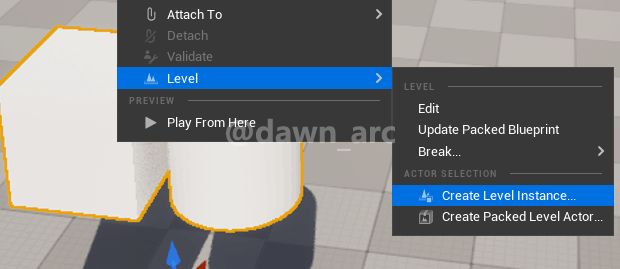 Attach To
Detach
Validate
Level
PREVIEW
Play From Here
LEVEL
Edit
Update Packed Blueprint
Break...
ACTOR SELECTION
Create Level Instance...
Create Packed Level Actor...
@dawn_arc